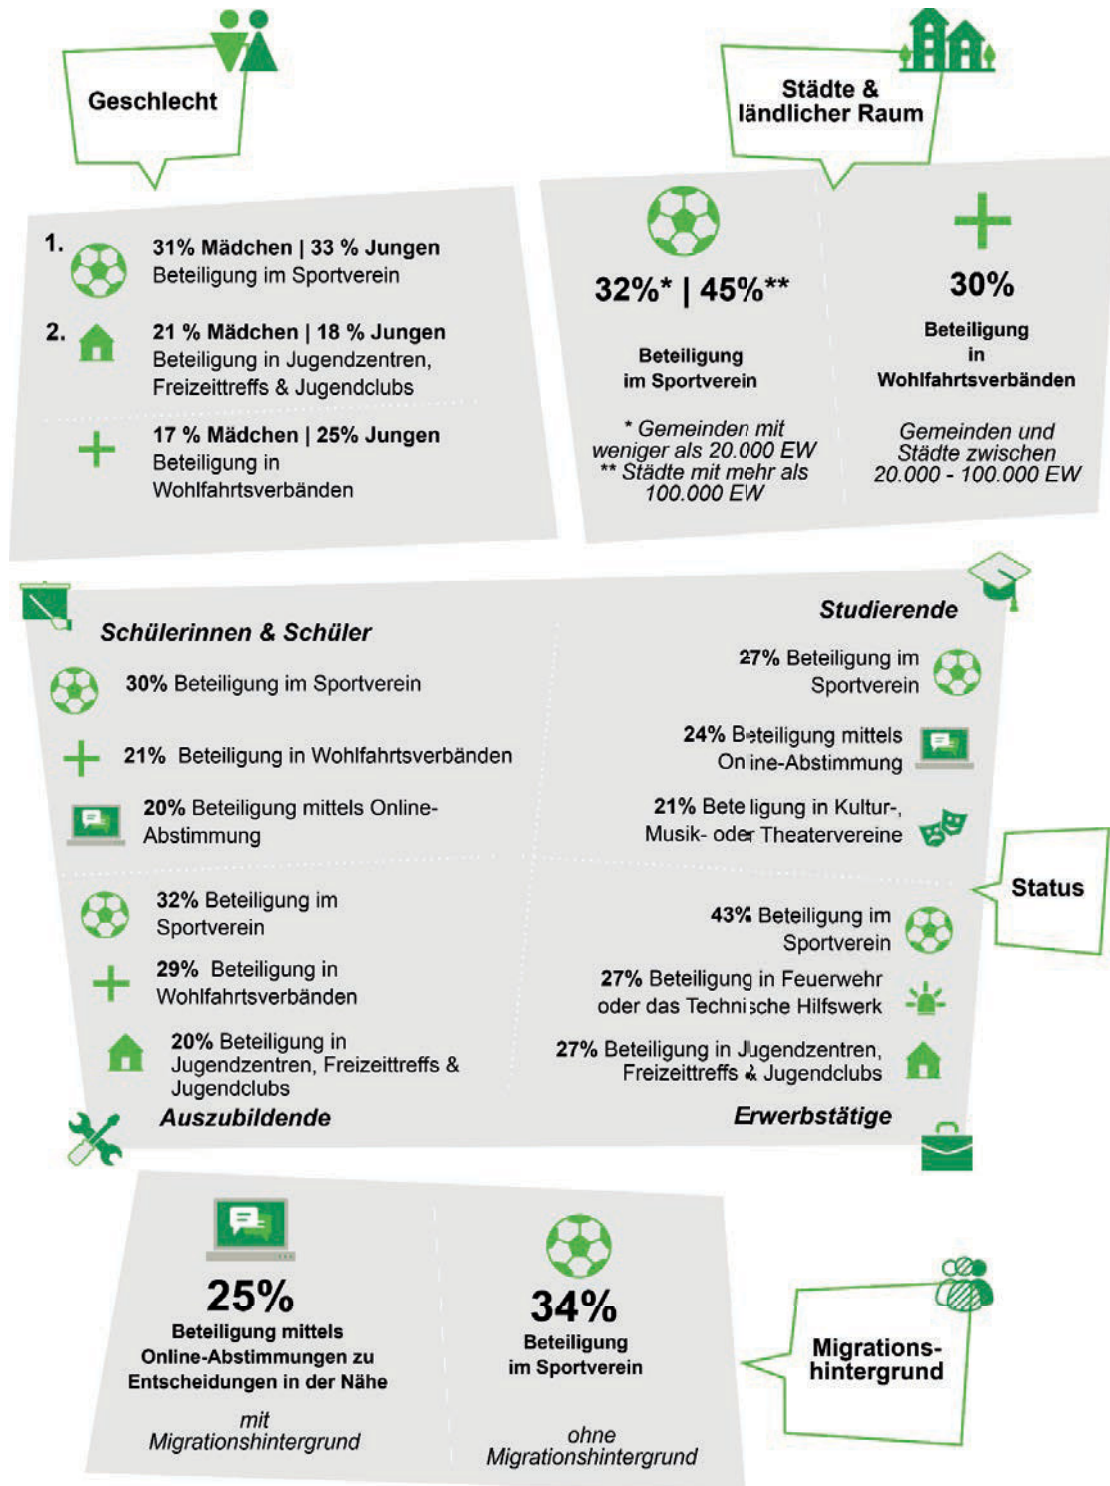 Geschlecht
1.
31% Mädchen | 33 % Jungen
Beteiligung im Sportverein
2.
21 % Mädchen | 18 % Jungen
Beteiligung in Jugendzentren,
Freizeittreffs & Jugendclubs
17 % Mädchen | 25% Jungen
Beteiligung in
Wohlfahrtsverbänden
Städte &
ländlicher Raum
32%* | 45%**
Beteiligung
im Sportverein
* Gemeinden mit
weniger als 20.000 EW
** Städte mit mehr als
100.000 EW
30%
Beteiligung
in
Wohlfahrtsverbänden
Gemeinden und
Städte zwischen
20.000 - 100.000 EW
Schülerinnen & Schüler
30% Beteiligung im Sportverein
21% Beteiligung in Wohlfahrtsverbänden
20% Beteiligung mittels Online-
Abstimmung
Studierende
27% Beteiligung im
Sportverein
24% Beteiligung mittels
Online-Abstimmung
21% Beteiligung in Kultur-,
Musik- oder Theatervereine
Status
32% Beteiligung im
Sportverein
29% Beteiligung in
Wohlfahrtsverbänden
20% Beteiligung in
Jugendzentren, Freizeittreffs &
Jugendclubs
Auszubildende
43% Beteiligung im
Sportverein
27% Beteiligung in Feuerwehr
oder das Technische Hilfswerk
27% Beteiligung in Jugendzentren,
Freizeittreffs & Jugendclubs
Erwerbstätige
25%
Beteiligung mittels
Online-Abstimmungen zu
Entscheidungen in der Nähe
mit
Migrationshintergrund
34%
Beteiligung
im Sportverein
ohne
Migrationshintergrund
Migrations-
hintergrund